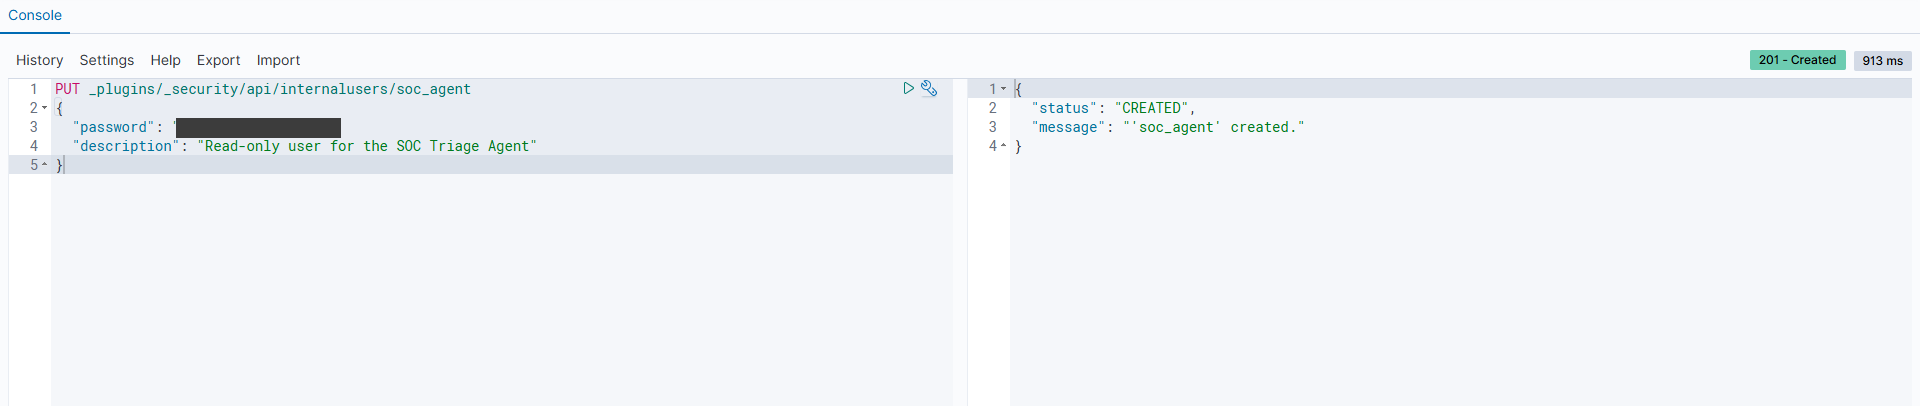 Console
History Settings Help Export Import
201 - Created 913 ms
1 PUT _plugins/_security/api/internalusers/soc_agent
2 {
3 "password": "
4 "description": "Read-only user for the SOC Triage Agent"
5 }
1 {
2 "status": "CREATED",
3 "message": "'soc_agent' created."
4 }